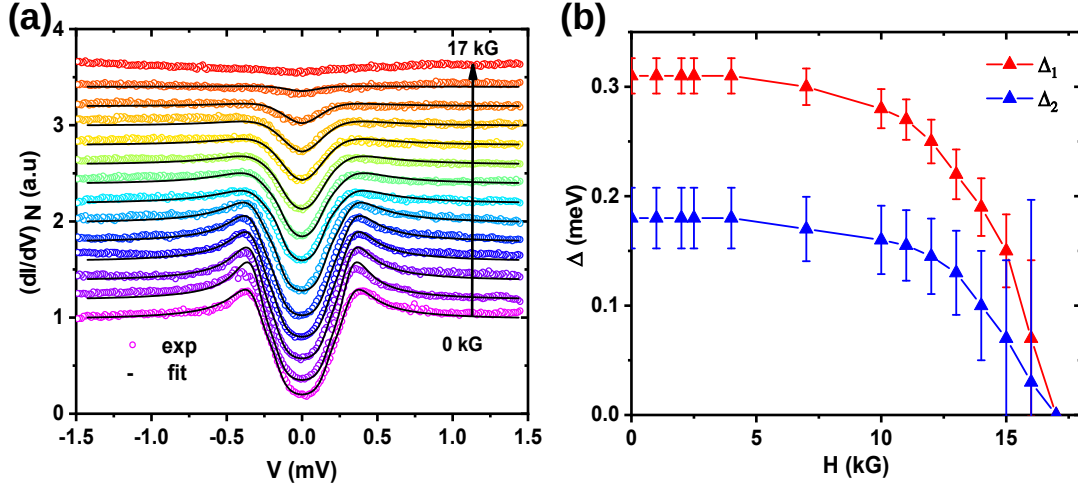 (a)
4
3
2
1
0
(dI/dV) N (a.u)
17 kG
0 kG
exp
- fit
-1.5 -1.0 -0.5 0.0 0.5 1.0 1.5
V (mV)
(b)
0.3
0.2
0.1
0.0
Δ (meV)
Δ1
Δ2
0 5 10 15
H (kG)